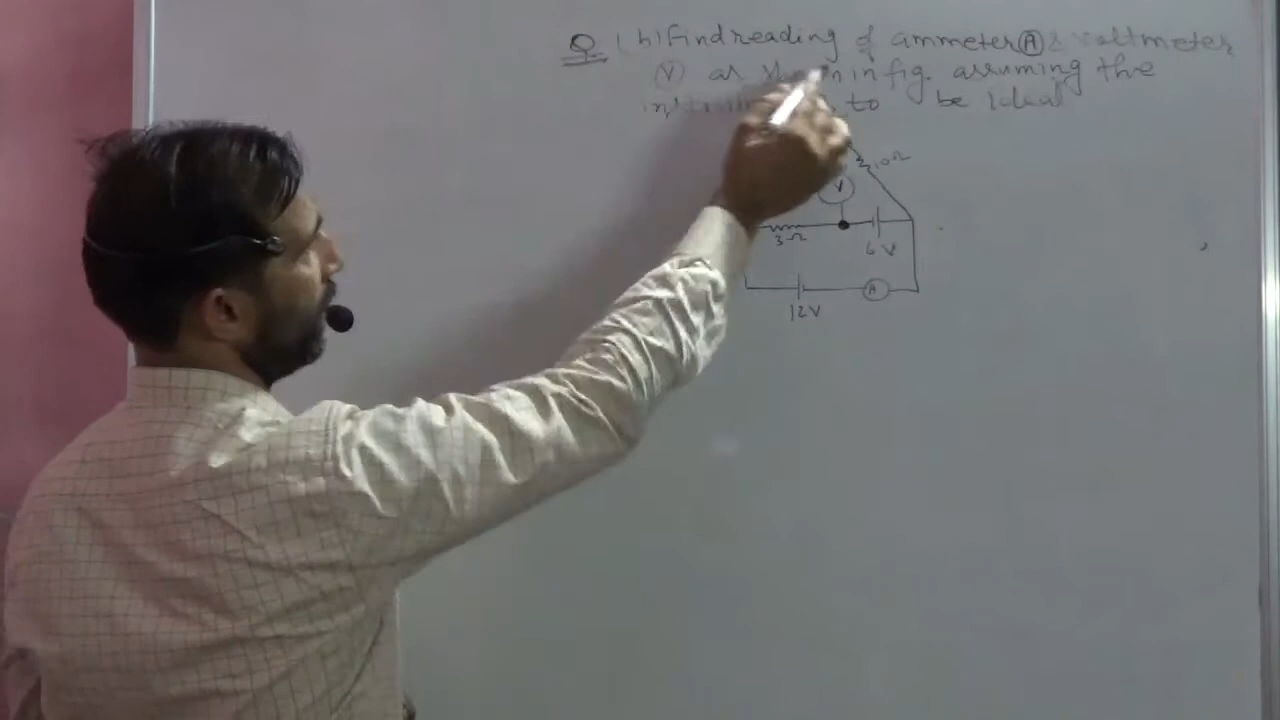 Q. (b) Find reading of ammeter (A) & voltmeter
(V) as in fig. assuming the
to be ideal
10Ω
V
3Ω
6V
A
12V